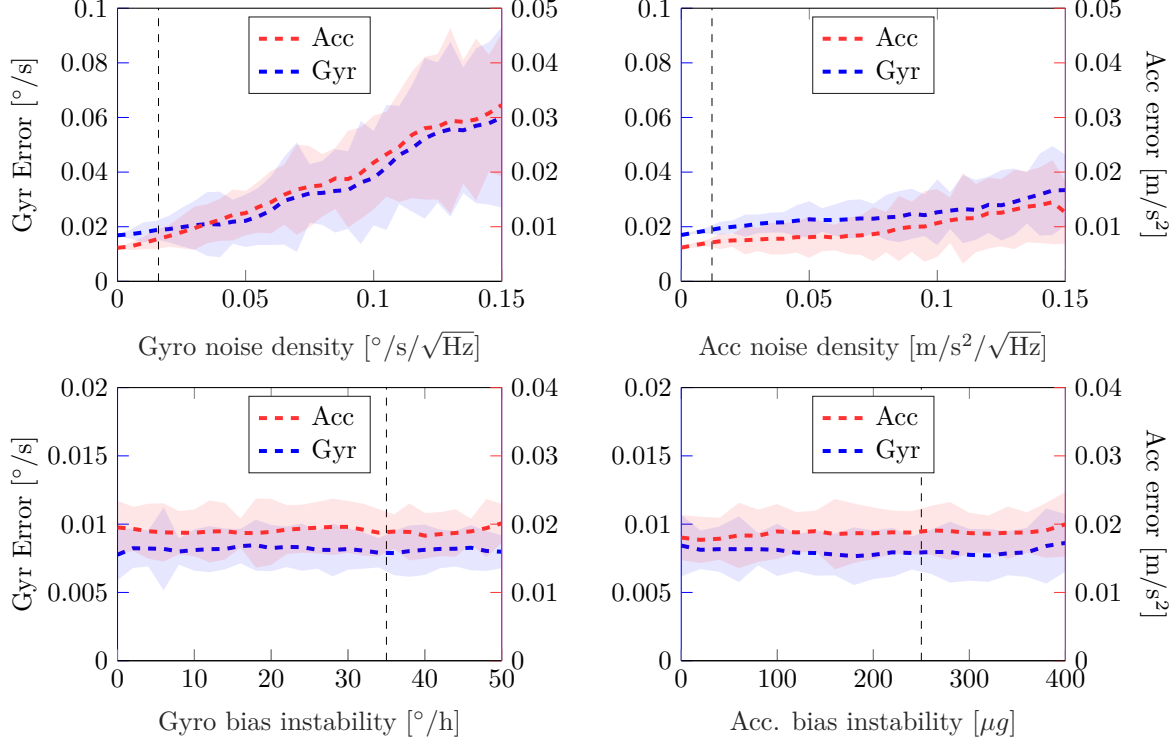 0.1
0.08
0.06
0.04
0.02
0
Gyr Error [°/s]
Acc
Gyr
0.05
0.04
0.03
0.02
0.01
0 0.05 0.1 0.15
Gyro noise density [°/s/√Hz]
0.1
0.08
0.06
0.04
0.02
0
Acc
Gyr
0.05
0.04
0.03
0.02
0.01
Acc error [m/s²]
0 0.05 0.1 0.15
Acc noise density [m/s²/√Hz]
0.02
0.015
0.01
0.005
0
Gyr Error [°/s]
Acc
Gyr
0.04
0.03
0.02
0.01
0.00
0 10 20 30 40 50
Gyro bias instability [°/h]
0.02
0.015
0.01
0.005
0
Acc
Gyr
0.04
0.03
0.02
0.01
0.00
Acc error [m/s²]
0 100 200 300 400
Acc. bias instability [μg]